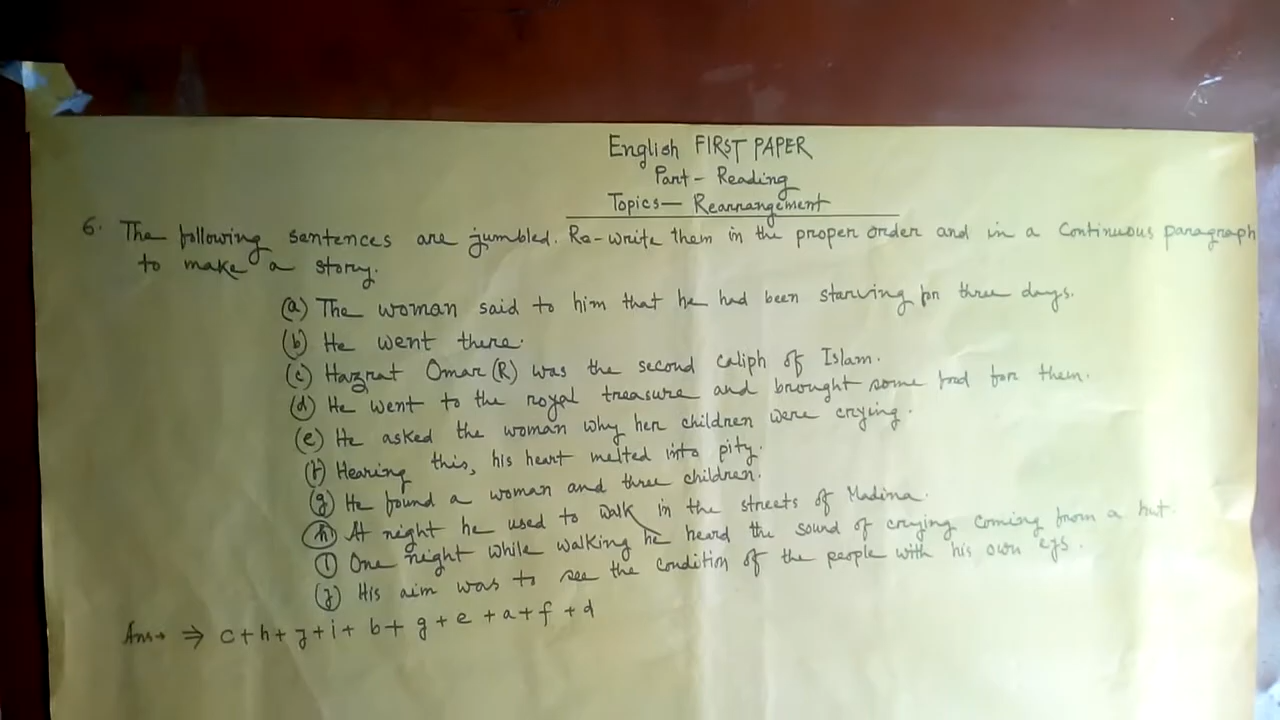 English FIRST PAPER
Part - Reading
Topics— Rearrangement
6. The following sentences are jumbled. Re-write them in the proper order and in a Continuous paragraph
to make a story.
(a) The woman said to him that he had been starving for three days.
(b) He went there.
(c) Hazrat Omar (R) was the second caliph of Islam.
(d) He went to the royal treasure and brought some food for them.
(e) He asked the woman why her children were crying.
(f) Hearing this, his heart melted into pity.
(g) He found a woman and three children.
(h) At night he used to walk in the streets of Madina.
(i) One night while walking he heard the sound of crying coming from a hut.
(j) His aim was to see the condition of the people with his own eys.
Ans→ ⇒ c+h+j+i+ b+ g+e +a+f +d